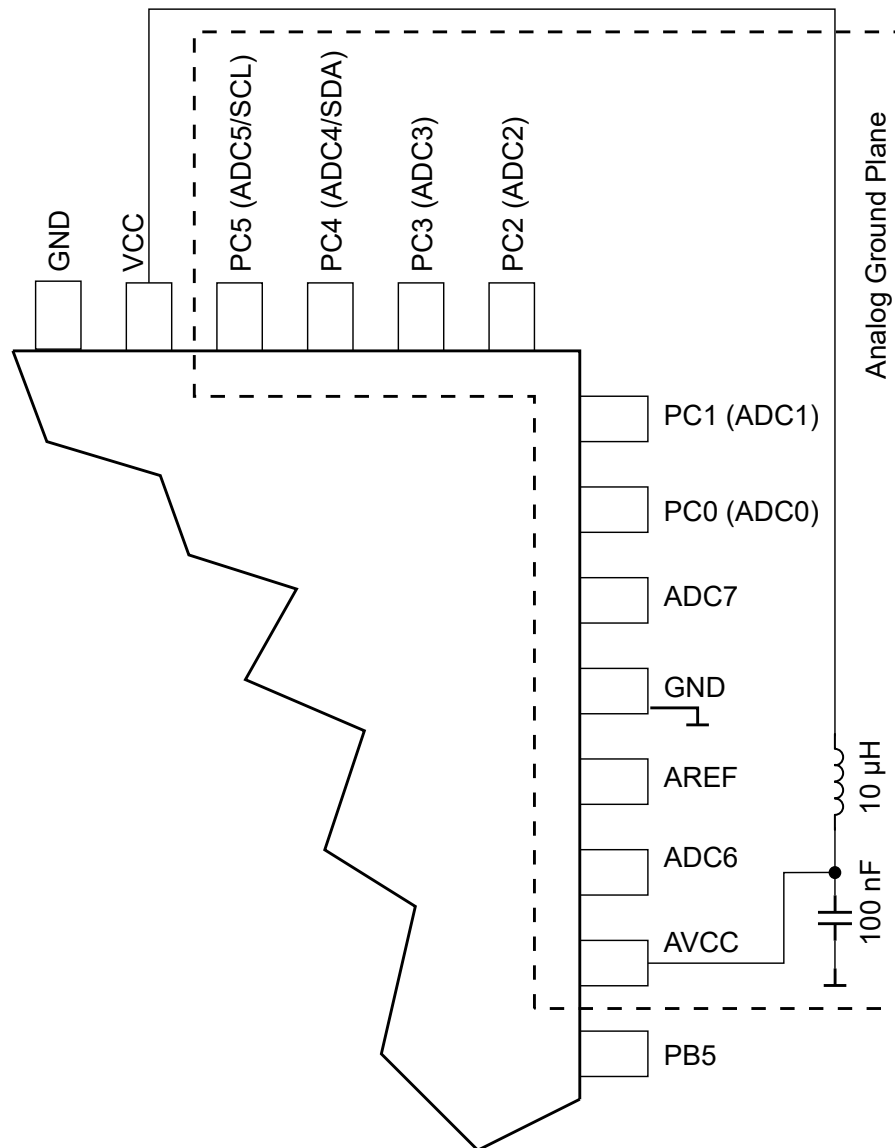 GND
VCC
PC5 (ADC5/SCL)
PC4 (ADC4/SDA)
PC3 (ADC3)
PC2 (ADC2)
Analog Ground Plane
PC1 (ADC1)
PC0 (ADC0)
ADC7
GND
AREF
10 µH
ADC6
100 nF
AVCC
PB5